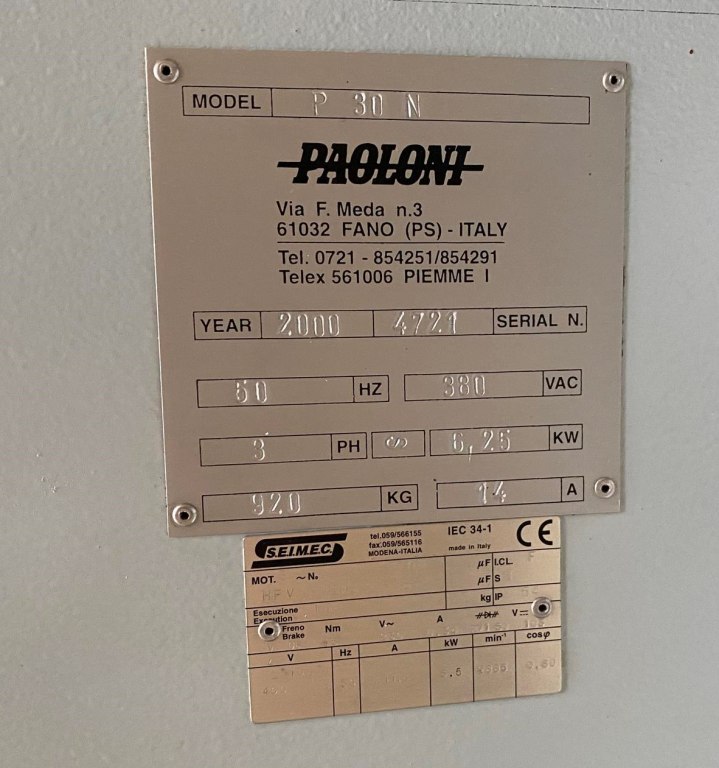 MODEL P 30 N
PAOLONI
Via F. Meda n.3
61032 FANO (PS) - ITALY
Tel. 0721 - 854251/854291
Telex 561006 PIEMME I
YEAR 2000 4721 SERIAL N.
50 HZ 380 VAC
3 PH ∾ 6,25 KW
920 KG 14 A
S.E.I.M.E.C. tel.059/566155 IEC 34-1 CE
fax:059/565116
MODENA-ITALIA made in Italy
MOT. ~ No µF I.CL. F
µF S
kg IP
Esecuzione
Execution
Freno Nm V~ A V=
Brake
V Hz A kW min-1 cosφ